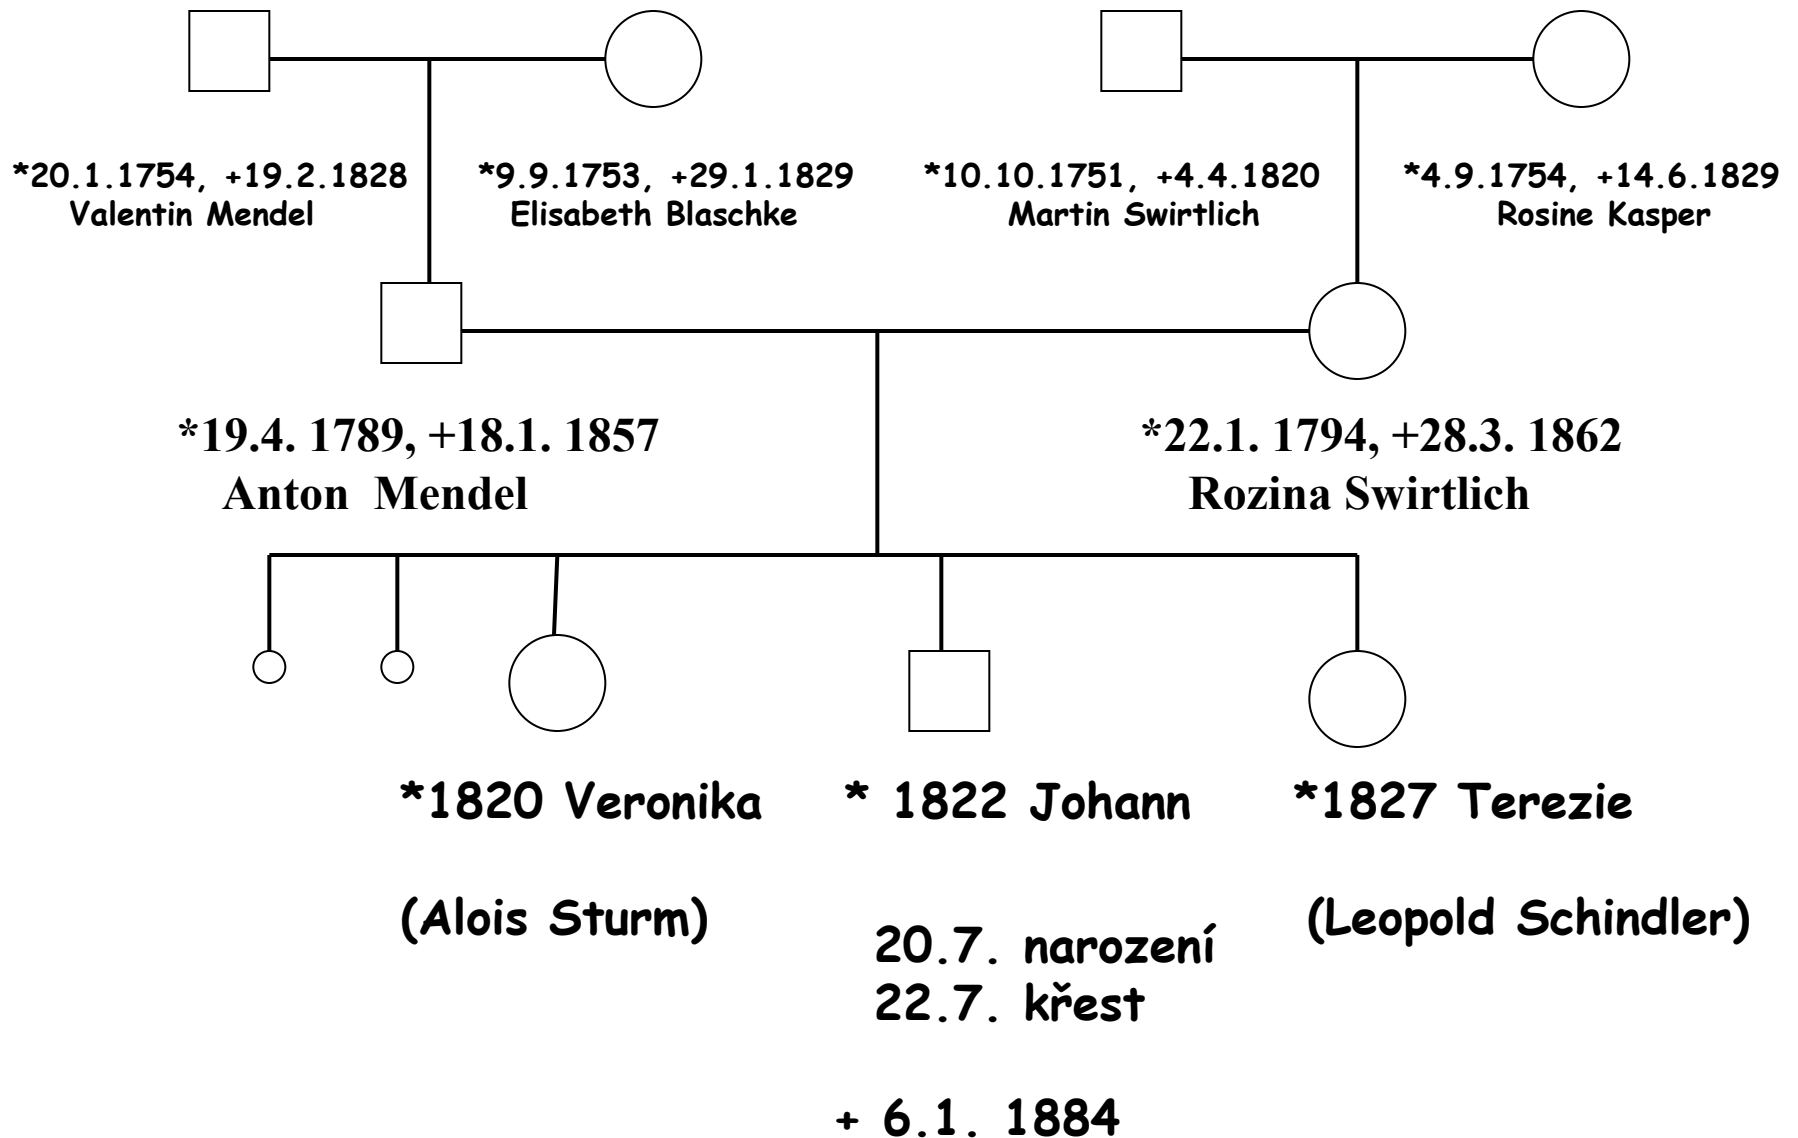 *20.1.1754, +19.2.1828
Valentin Mendel
*9.9.1753, +29.1.1829
Elisabeth Blaschke
*10.10.1751, +4.4.1820
Martin Swirtlich
*4.9.1754, +14.6.1829
Rosine Kasper
*19.4. 1789, +18.1. 1857
Anton Mendel
*22.1. 1794, +28.3. 1862
Rozina Swirtlich
*1820 Veronika
(Alois Sturm)
* 1822 Johann
20.7. narození
22.7. křest
+ 6.1. 1884
*1827 Terezie
(Leopold Schindler)